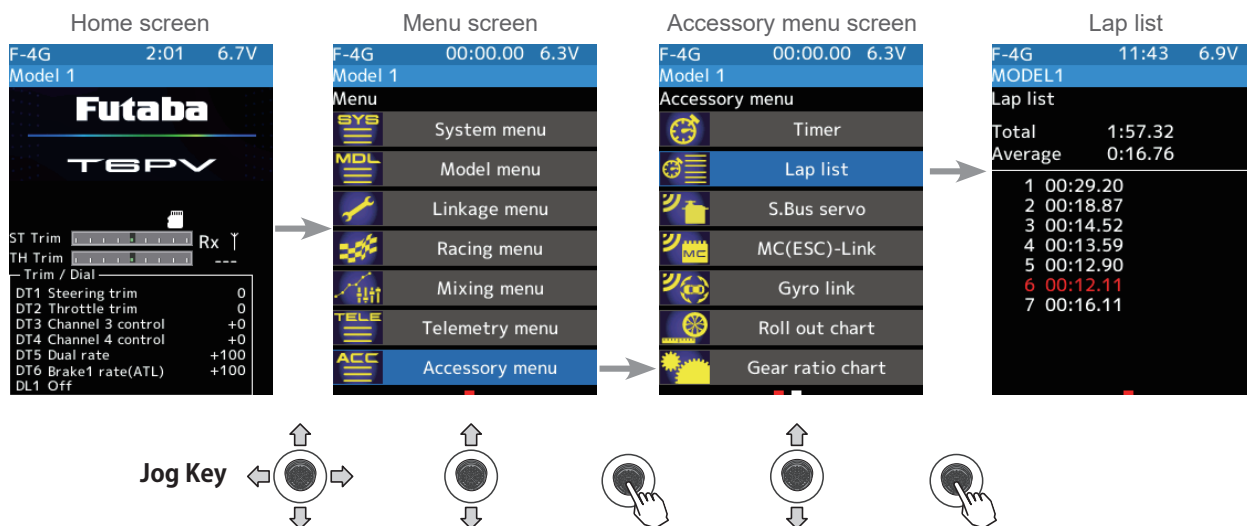 Home screen
F-4G 2:01 6.7V
Model 1
Futaba
T6PV
ST Trim Rx
TH Trim ---
Trim / Dial
DT1 Steering trim 0
DT2 Throttle trim 0
DT3 Channel 3 control +0
DT4 Channel 4 control +0
DT5 Dual rate +100
DT6 Brake1 rate(ATL) +100
DL1 Off
Menu screen
F-4G 00:00.00 6.3V
Model 1
Menu
SYS System menu
MDL Model menu
Linkage menu
Racing menu
Mixing menu
TELE Telemetry menu
ACC Accessory menu
Accessory menu screen
F-4G 00:00.00 6.3V
Model 1
Accessory menu
Timer
Lap list
S.Bus servo
MC MC(ESC)-Link
Gyro link
Roll out chart
Gear ratio chart
Lap list
F-4G 11:43 6.9V
MODEL1
Lap list
Total 1:57.32
Average 0:16.76
1 00:29.20
2 00:18.87
3 00:14.52
4 00:13.59
5 00:12.90
6 00:12.11
7 00:16.11
Jog Key